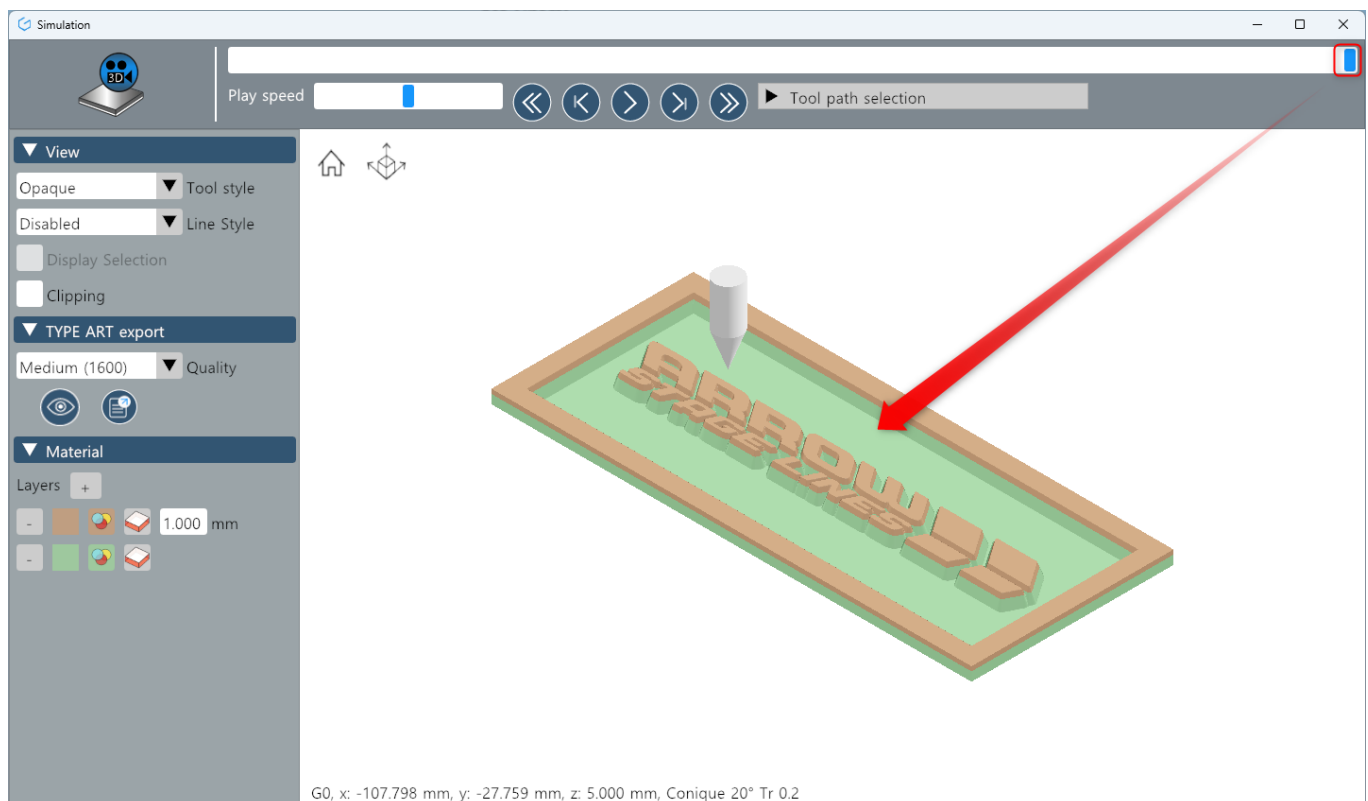 Simulation
3D
Play speed
Tool path selection
View
Opaque
Tool style
Disabled
Line Style
Display Selection
Clipping
TYPE ART export
Medium (1600)
Quality
Material
Layers +
- 1.000 mm
-
ARROW
STAGE LINES
G0, x: -107.798 mm, y: -27.759 mm, z: 5.000 mm, Conique 20° Tr 0.2